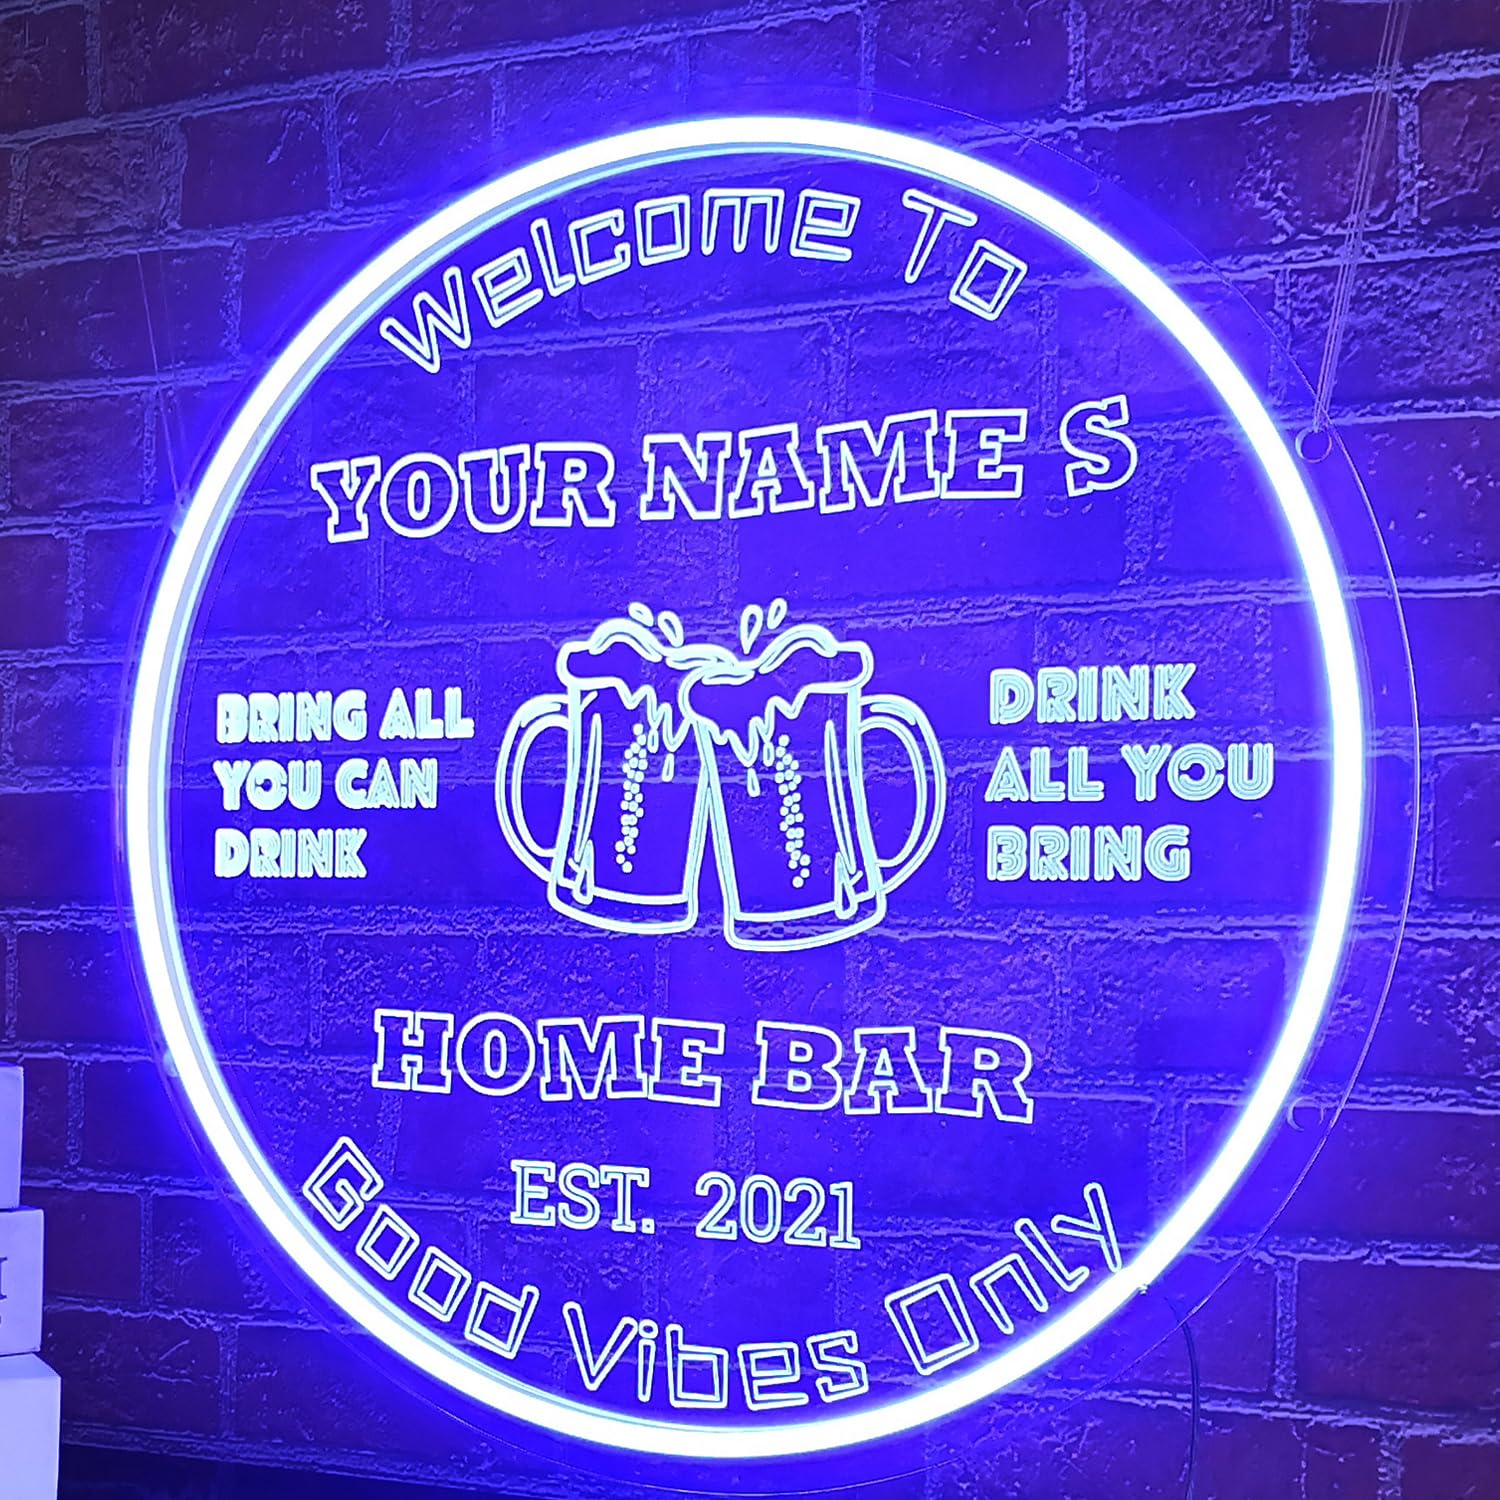 Welcome To
YOUR NAME S
BRING ALL
YOU CAN
DRINK
DRINK
ALL YOU
BRING
HOME BAR
EST. 2021
Good Vibes Only